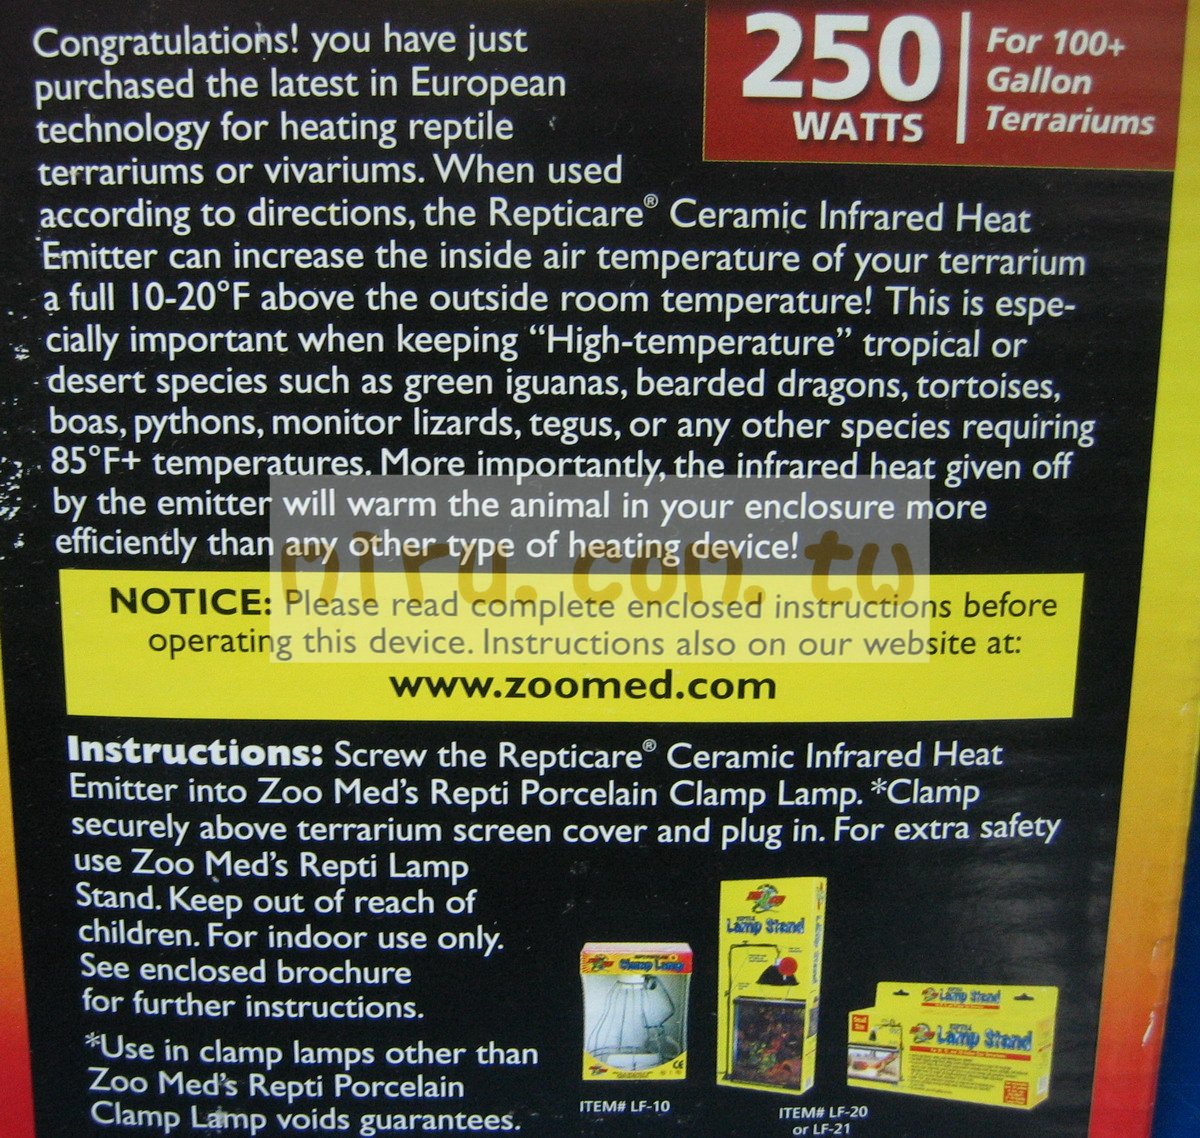 Congratulations! you have just
purchased the latest in European
technology for heating reptile
terrariums or vivariums. When used
according to directions, the Repticare® Ceramic Infrared Heat
Emitter can increase the inside air temperature of your terrarium
a full 10-20°F above the outside room temperature! This is espe-
cially important when keeping “High-temperature” tropical or
desert species such as green iguanas, bearded dragons, tortoises,
boas, pythons, monitor lizards, tegus, or any other species requiring
85°F+ temperatures. More importantly, the infrared heat given off
by the emitter will warm the animal in your enclosure more
efficiently than any other type of heating device!
250
WATTS
For 100+
Gallon
Terrariums
niru.com.tw
NOTICE: Please read complete enclosed instructions before
operating this device. Instructions also on our website at:
www.zoomed.com
Instructions: Screw the Repticare® Ceramic Infrared Heat
Emitter into Zoo Med's Repti Porcelain Clamp Lamp. *Clamp
securely above terrarium screen cover and plug in. For extra safety
use Zoo Med's Repti Lamp
Stand. Keep out of reach of
children. For indoor use only.
See enclosed brochure
for further instructions.
*Use in clamp lamps other than
Zoo Med's Repti Porcelain
Clamp Lamp voids guarantees.
Clamp Lamp
ITEM# LF-10
Lamp Stand
ITEM# LF-20
or LF-21
Lamp Stand
Lamp Stand